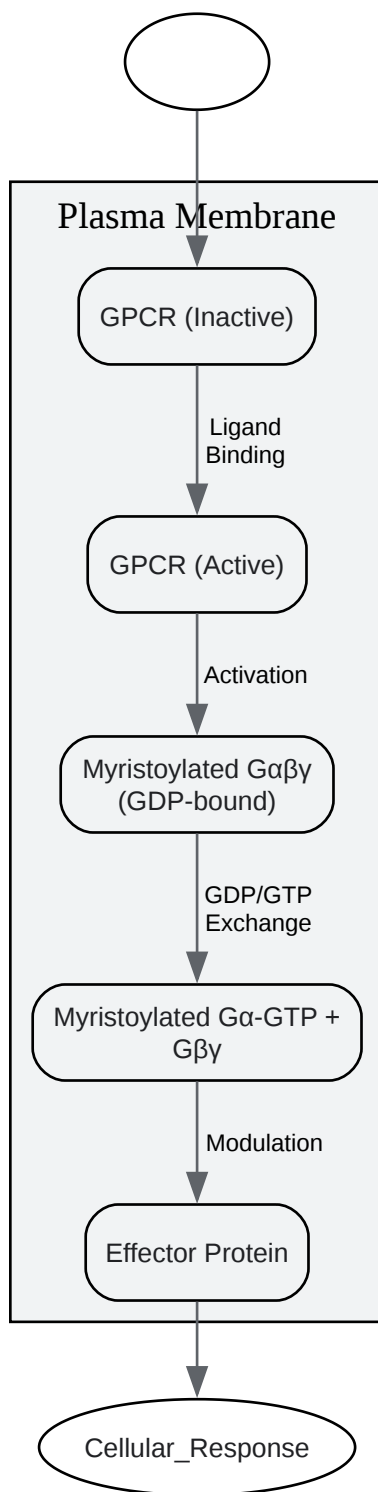 Plasma Membrane
GPCR (Inactive)
Ligand
Binding
GPCR (Active)
Activation
Myristoylated Gαβγ
(GDP-bound)
GDP/GTP
Exchange
Myristoylated Gα-GTP +
Gβγ
Modulation
Effector Protein
Cellular_Response